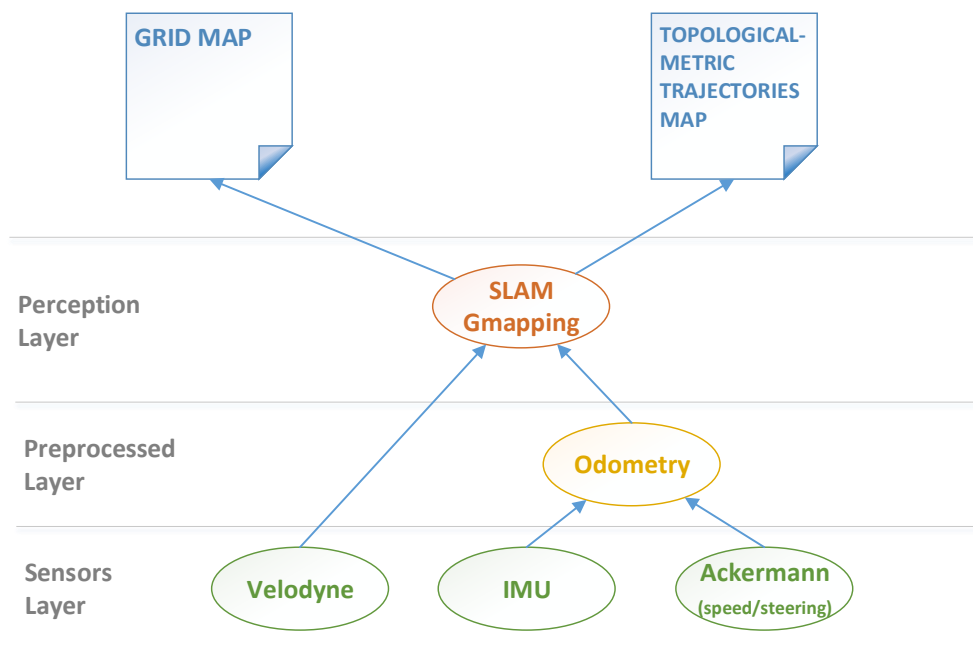 GRID MAP
TOPOLOGICAL-
METRIC
TRAJECTORIES
MAP
Perception
Layer
SLAM
Gmapping
Preprocessed
Layer
Odometry
Sensors
Layer
Velodyne
IMU
Ackermann
(speed/steering)